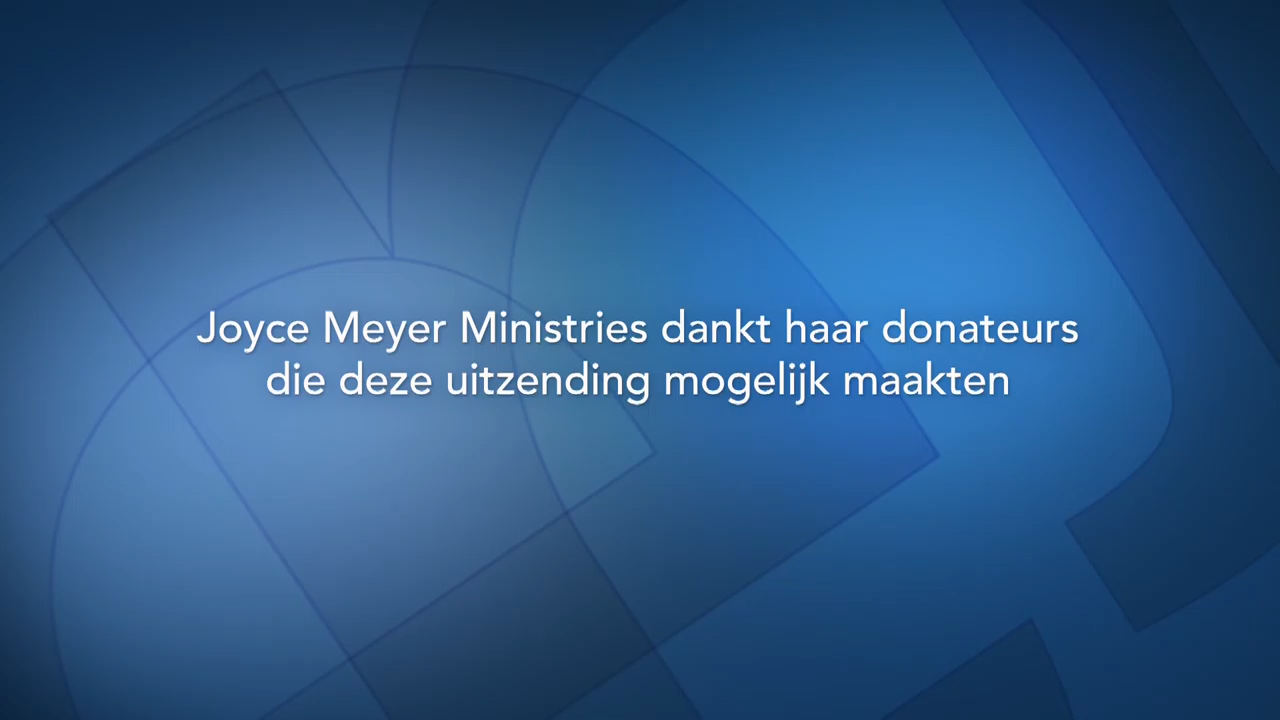 Joyce Meyer Ministries dankt haar donateurs
die deze uitzending mogelijk maakten